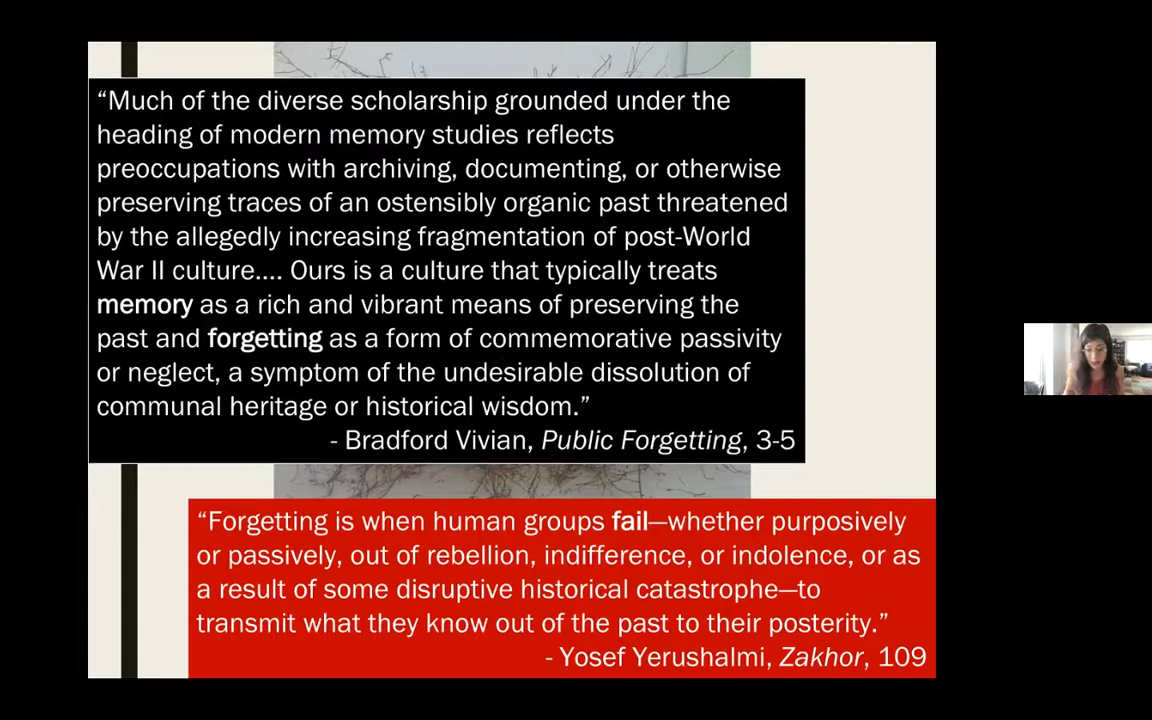 “Much of the diverse scholarship grounded under the
heading of modern memory studies reflects
preoccupations with archiving, documenting, or otherwise
preserving traces of an ostensibly organic past threatened
by the allegedly increasing fragmentation of post-World
War II culture.... Ours is a culture that typically treats
memory as a rich and vibrant means of preserving the
past and forgetting as a form of commemorative passivity
or neglect, a symptom of the undesirable dissolution of
communal heritage or historical wisdom.”
- Bradford Vivian, Public Forgetting, 3-5
“Forgetting is when human groups fail—whether purposively
or passively, out of rebellion, indifference, or indolence, or as
a result of some disruptive historical catastrophe—to
transmit what they know out of the past to their posterity.”
- Yosef Yerushalmi, Zakhor, 109